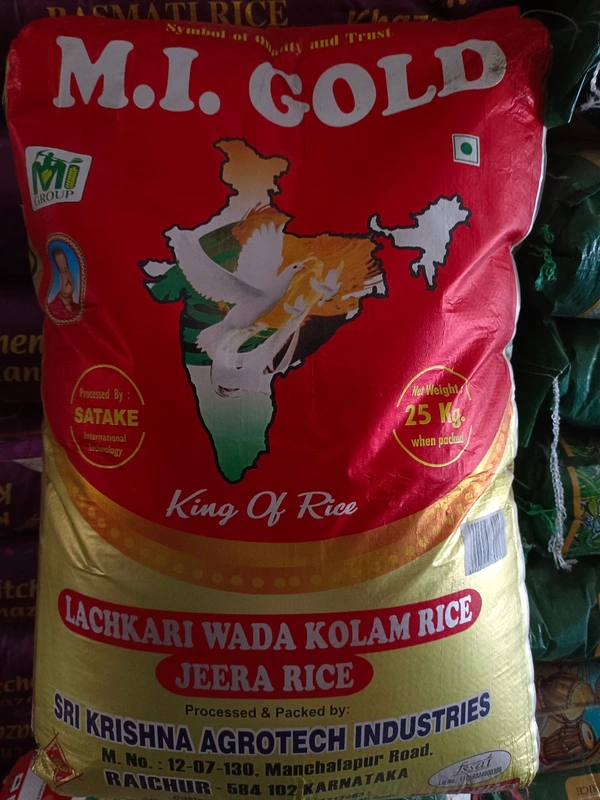 BASMATI RICE
Symbol of Quality and Trust
M.I. GOLD
Mi
GROUP
Processed By :
SATAKE
International
Technology
Net Weight
25 Kg.
when packed
King Of Rice
LACHKARI WADA KOLAM RICE
JEERA RICE
Processed & Packed by:
SRI KRISHNA AGROTECH INDUSTRIES
M. No. : 12-07-130, Manchalapur Road.
RAICHUR - 584 102 KARNATAKA
fssai